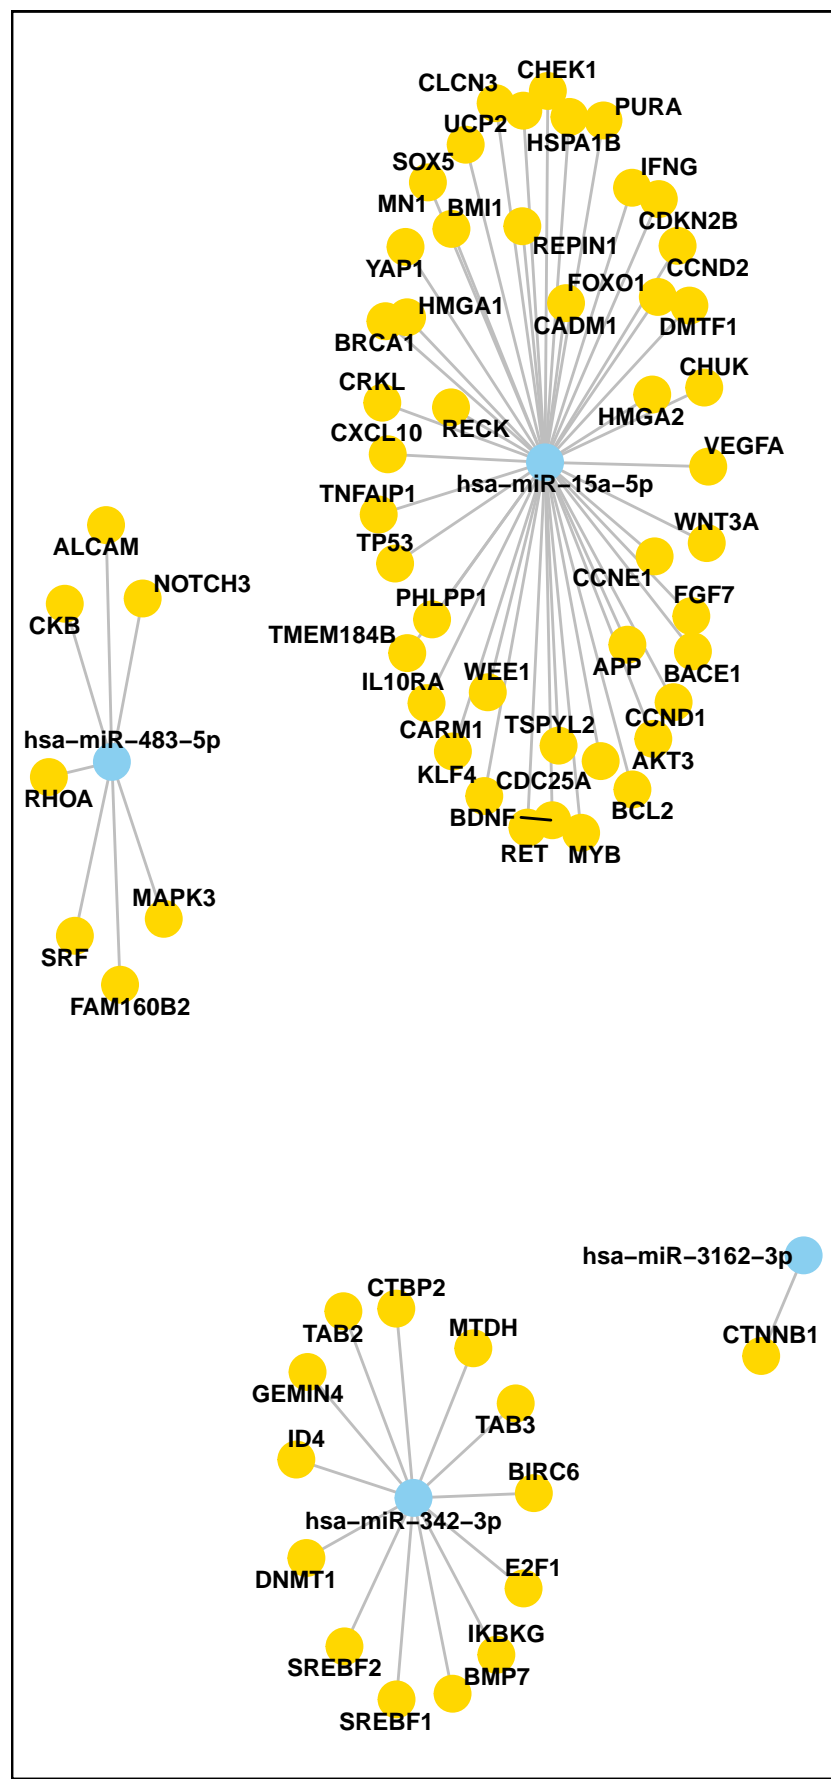 CHEK1
CLCN3
PURA
UCP2
HSPA1B
SOX5
IFNG
MN1
BMI1
CDKN2B
REPIN1
YAP1
CCND2
FOXO1
HMGA1
CADM1
DMTF1
BRCA1
CHUK
CRKL
HMGA2
CXCL10
RECK
VEGFA
hsa−miR−15a−5p
TNFAIP1
WNT3A
TP53
CCNE1
PHLPP1
FGF7
TMEM184B
APP
WEE1
BACE1
IL10RA
TSPYL2
CCND1
CARM1
AKT3
KLF4
CDC25A
BCL2
BDNF
RET
MYB
ALCAM
NOTCH3
CKB
hsa−miR−483−5p
RHOA
MAPK3
SRF
FAM160B2
hsa−miR−3162−3p
CTNNB1
CTBP2
TAB2
MTDH
GEMIN4
TAB3
ID4
BIRC6
hsa−miR−342−3p
DNMT1
E2F1
IKBKG
SREBF2
BMP7
SREBF1